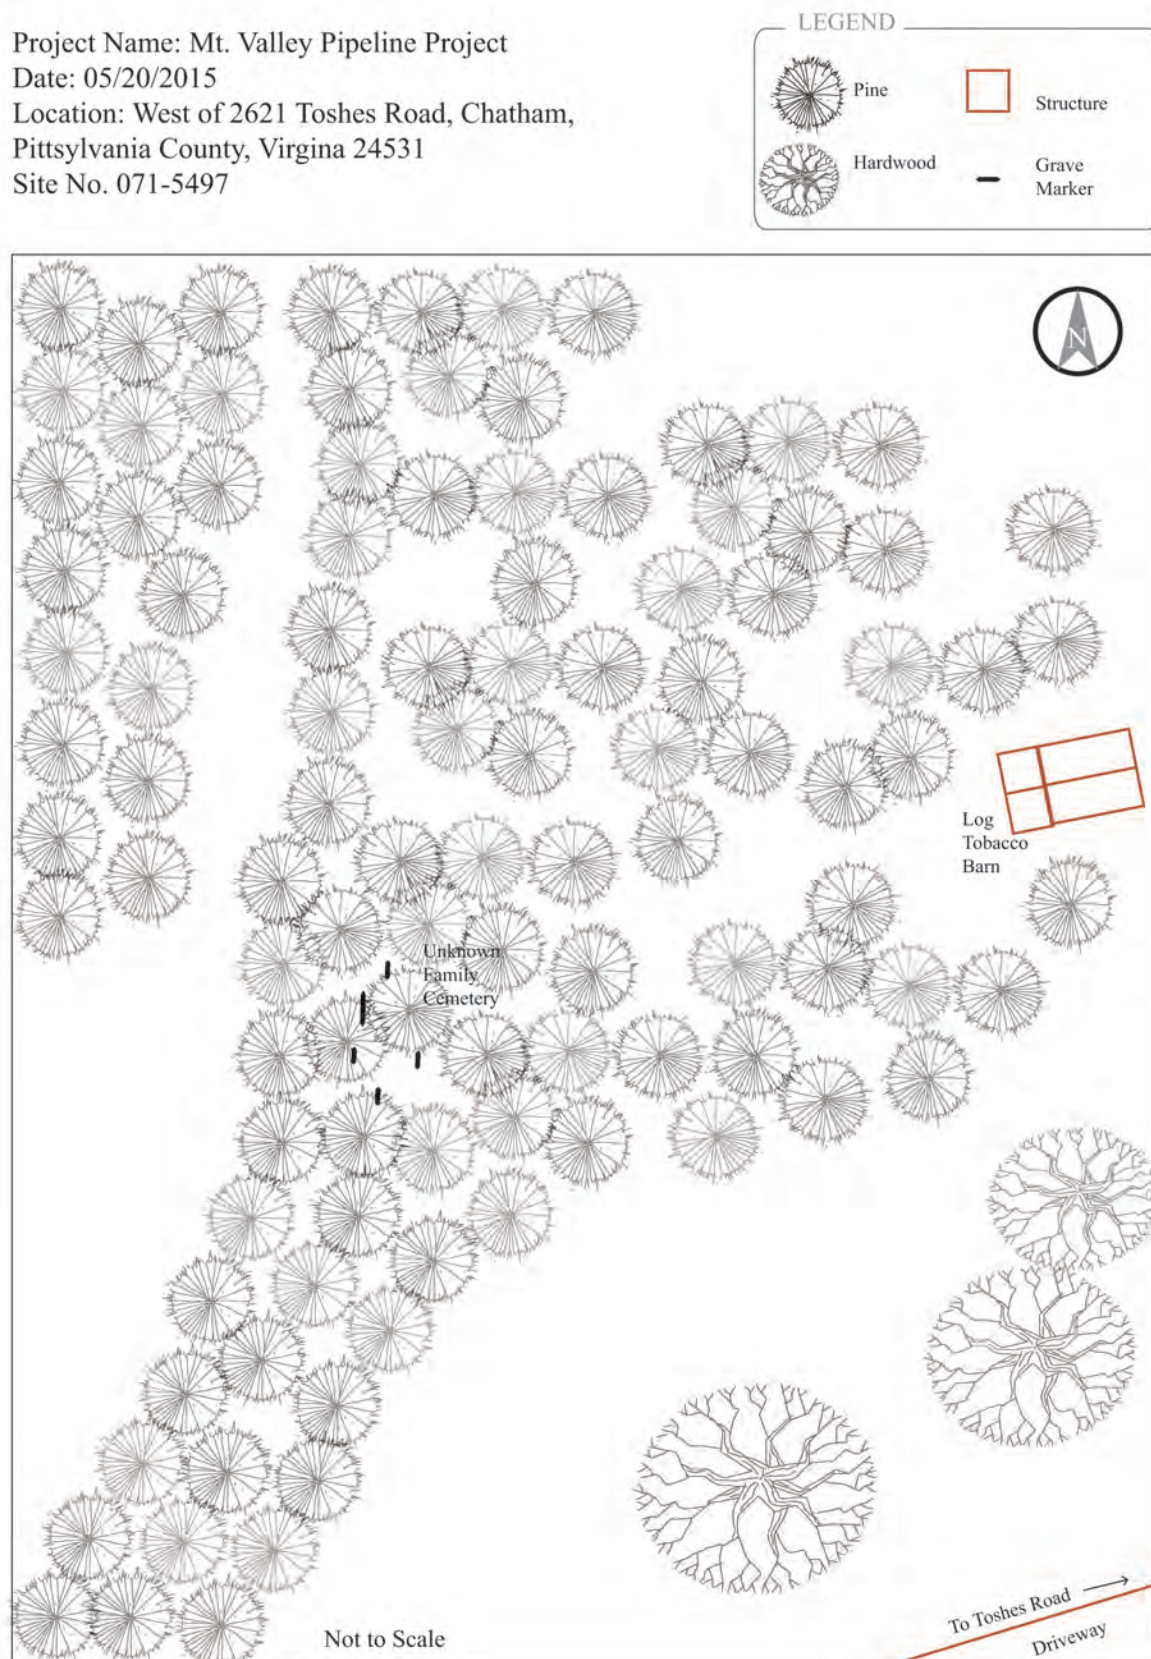 Project Name: Mt. Valley Pipeline Project
Date: 05/20/2015
Location: West of 2621 Toshes Road, Chatham,
Pittsylvania County, Virgina 24531
Site No. 071-5497
LEGEND
Pine
Structure
Hardwood
Grave
Marker
N
Log
Tobacco
Barn
Unknown
Family
Cemetery
To Toshes Road
Driveway
Not to Scale